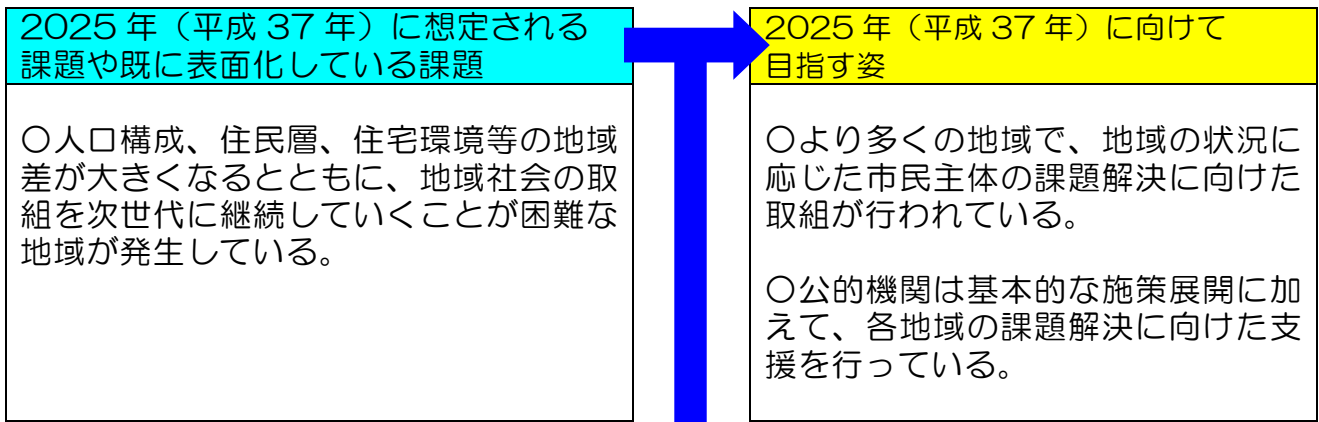 2025 年（平成 37 年）に想定される
課題や既に表面化している課題
〇人口構成、住民層、住宅環境等の地域
差が大きくなるとともに、地域社会の取
組を次世代に継続していくことが困難な
地域が発生している。
2025 年（平成 37 年）に向けて
目指す姿
〇より多くの地域で、地域の状況に
応じた市民主体の課題解決に向けた
取組が行われている。
〇公的機関は基本的な施策展開に加
えて、各地域の課題解決に向けた支
援を行っている。